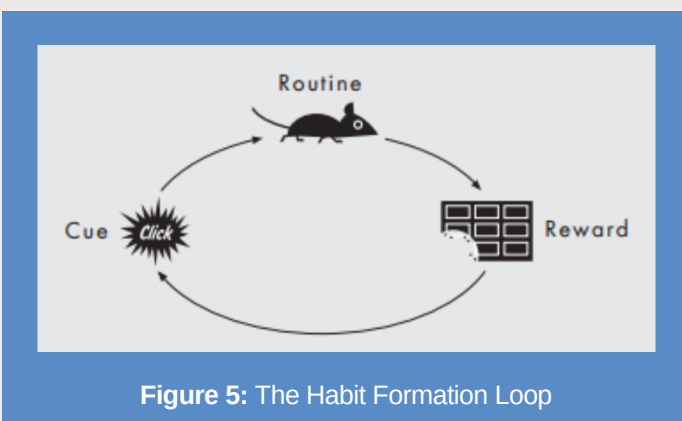 Routine
Cue
Click
Reward
Figure 5: The Habit Formation Loop